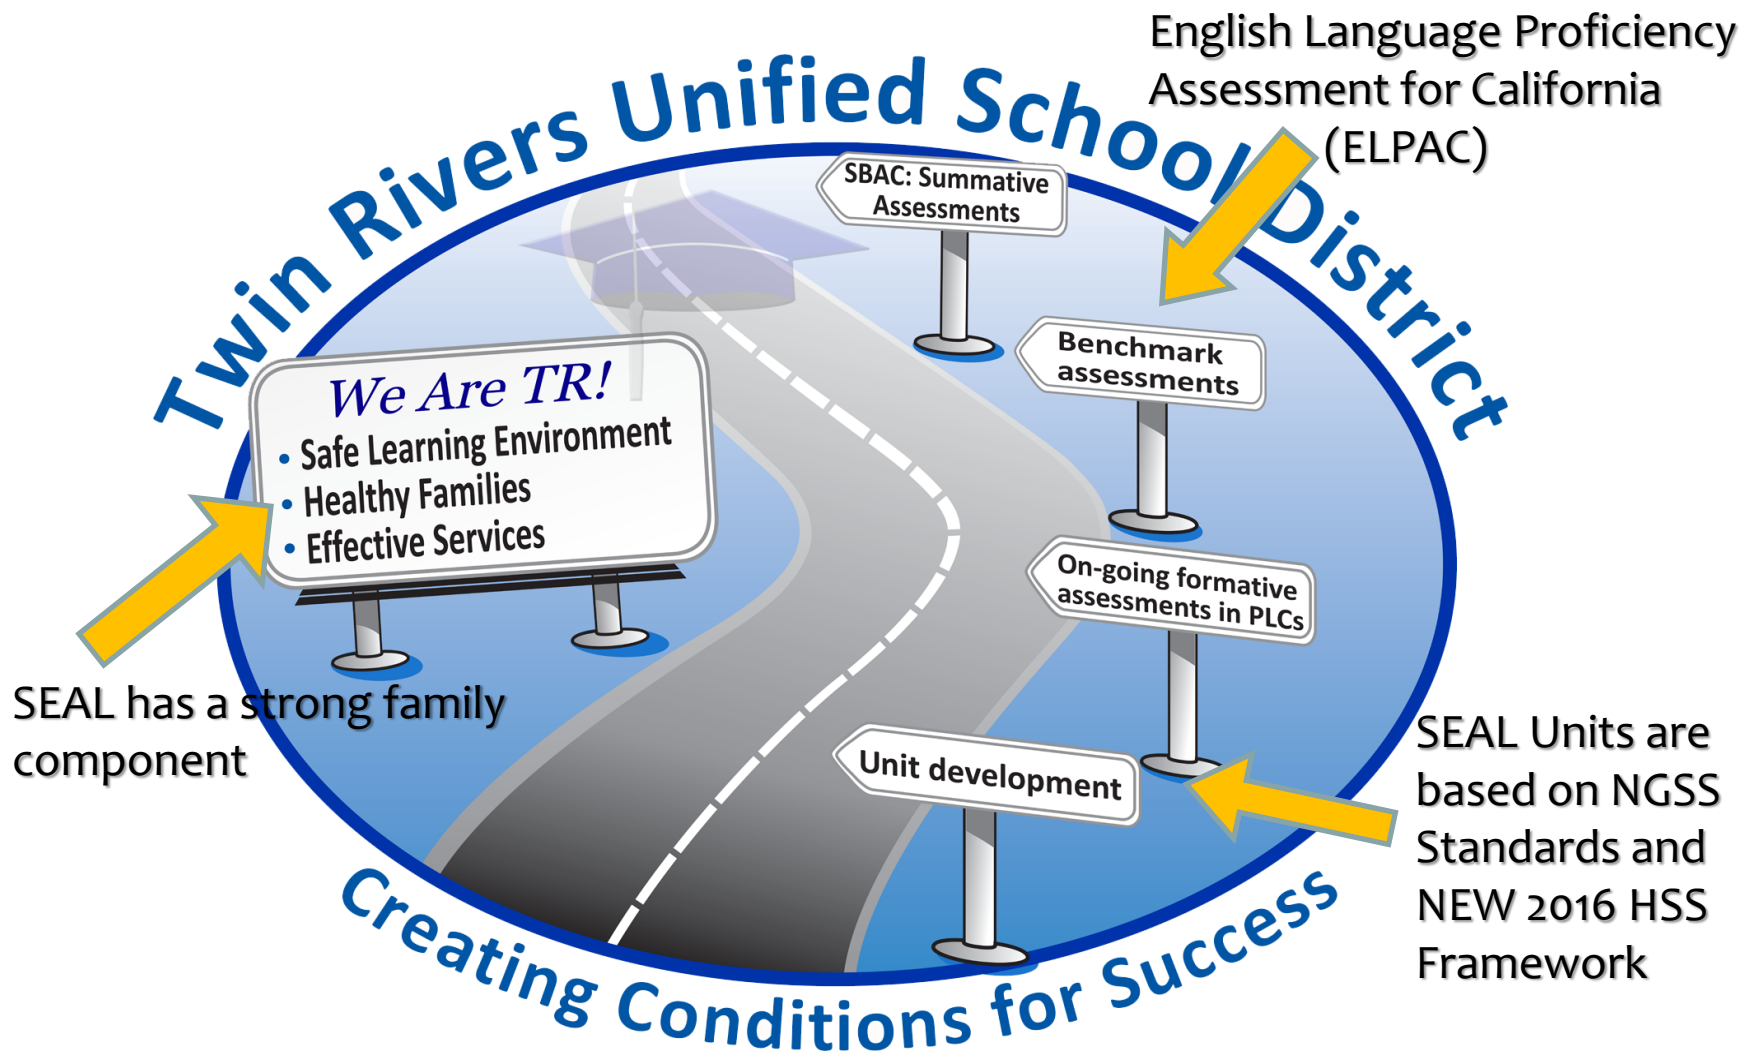 English Language Proficiency
Assessment for California
(ELPAC)
Twin Rivers Unified School District
SBAC: Summative
Assessments
Benchmark
assessments
We Are TR!
• Safe Learning Environment
• Healthy Families
• Effective Services
On-going formative
assessments in PLCs
SEAL has a strong family
component
Unit development
SEAL Units are
based on NGSS
Standards and
NEW 2016 HSS
Framework
Creating Conditions for Success